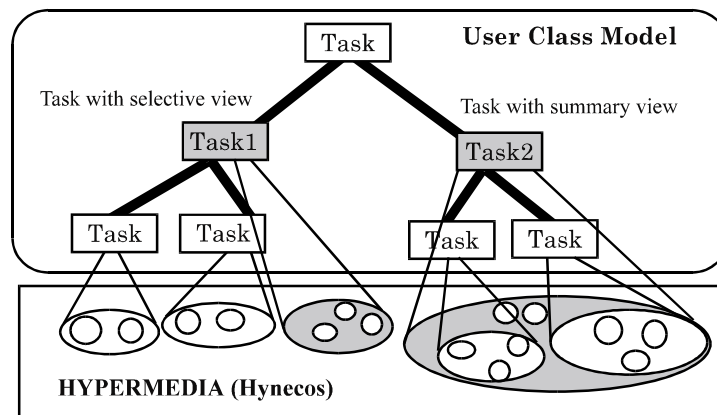 Task
User Class Model
Task with selective view
Task with summary view
Task1
Task2
Task
Task
Task
Task
HYPERMEDIA (Hynecos)